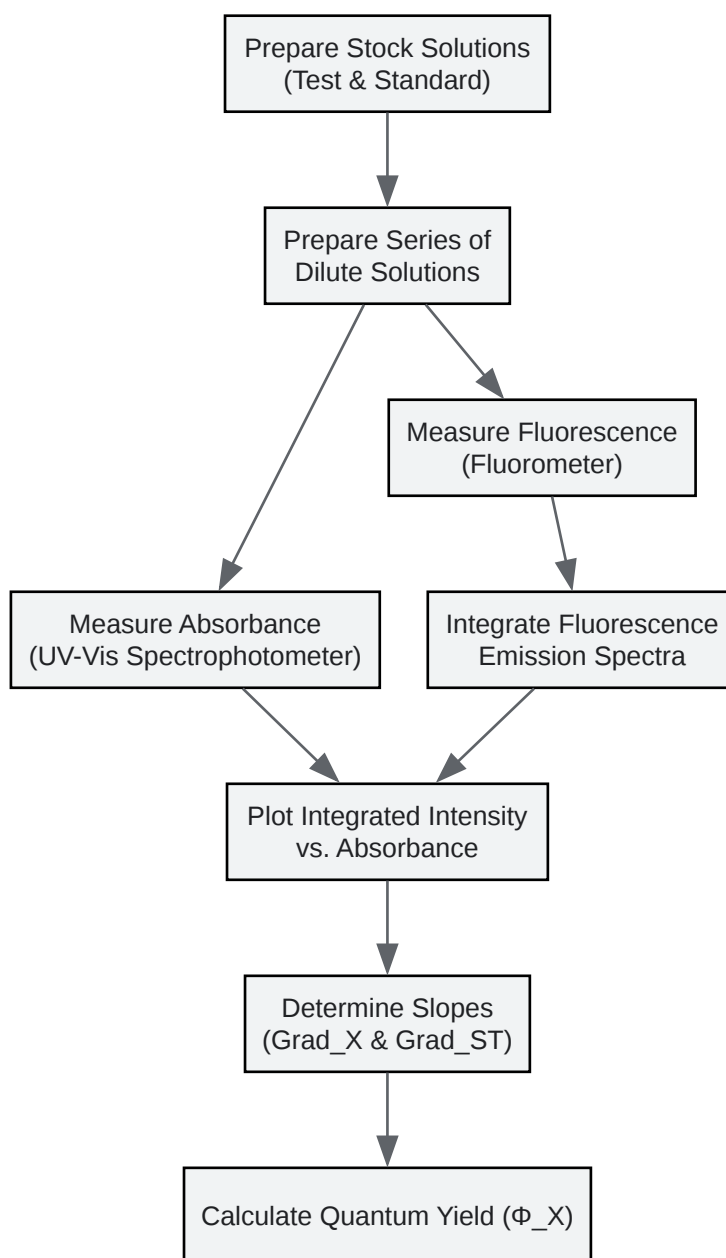 Prepare Stock Solutions
(Test & Standard)
Prepare Series of
Dilute Solutions
Measure Fluorescence
(Fluorometer)
Measure Absorbance
(UV-Vis Spectrophotometer)
Integrate Fluorescence
Emission Spectra
Plot Integrated Intensity
vs. Absorbance
Determine Slopes
(Grad_X & Grad_ST)
Calculate Quantum Yield (Φ_X)